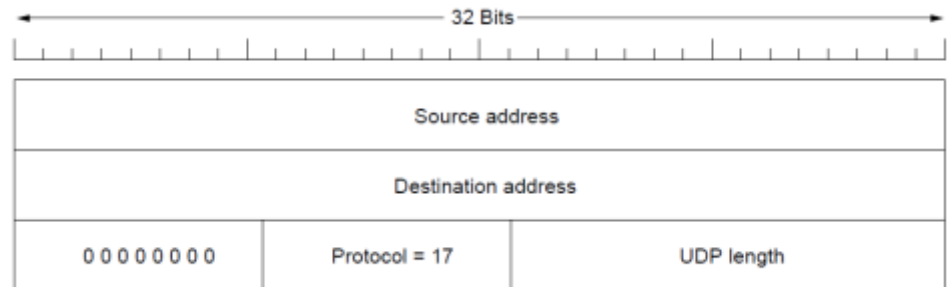 32 Bits
Source address
Destination address
0 0 0 0 0 0 0 0 Protocol = 17 UDP length